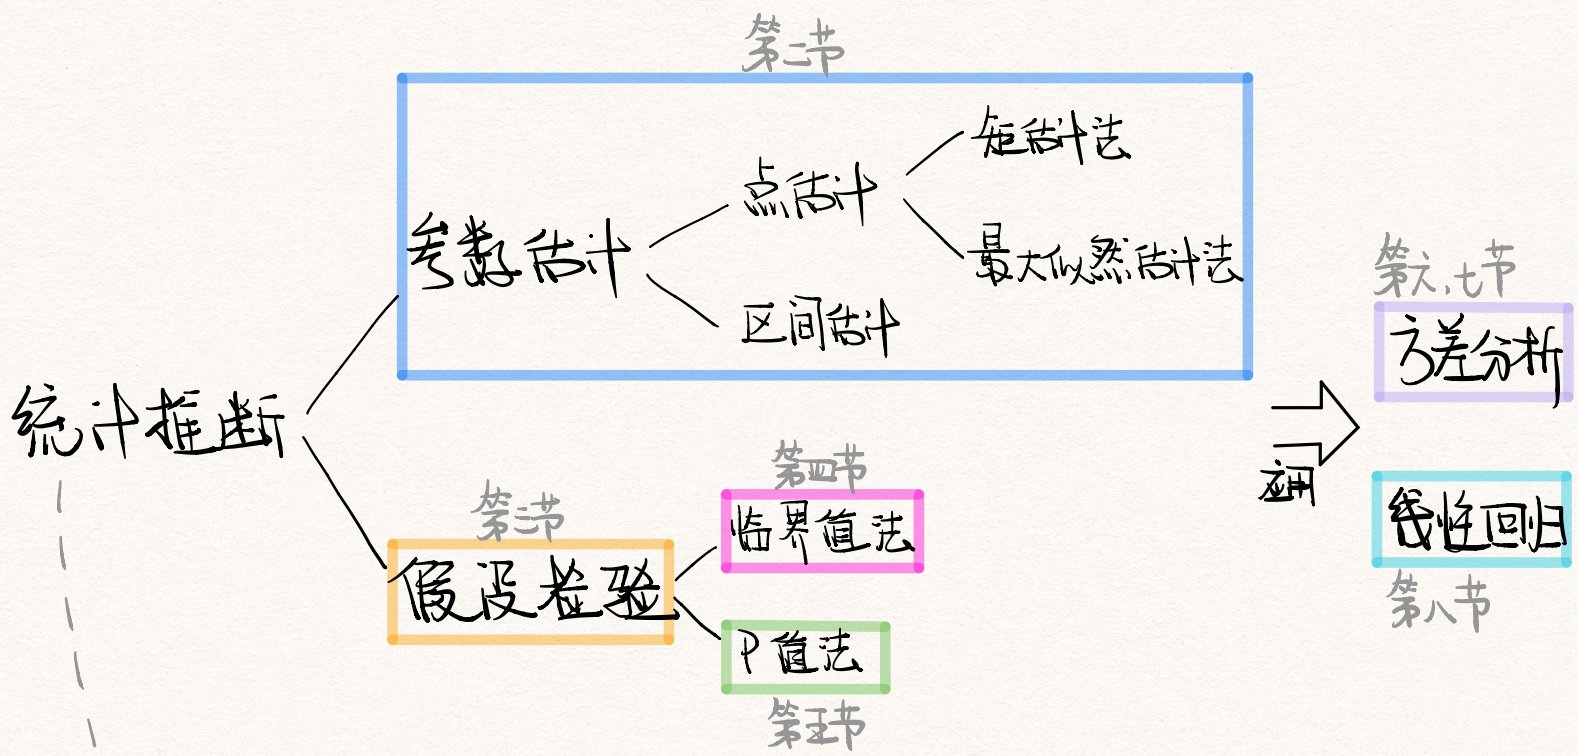 第二节
矩估计法
点估计
参数估计
最大似然估计法
区间估计
统计推断
第三节
假设检验
第四节
临界值法
P值法
第五节
应用
第六、七节
方差分析
线性回归
第八节